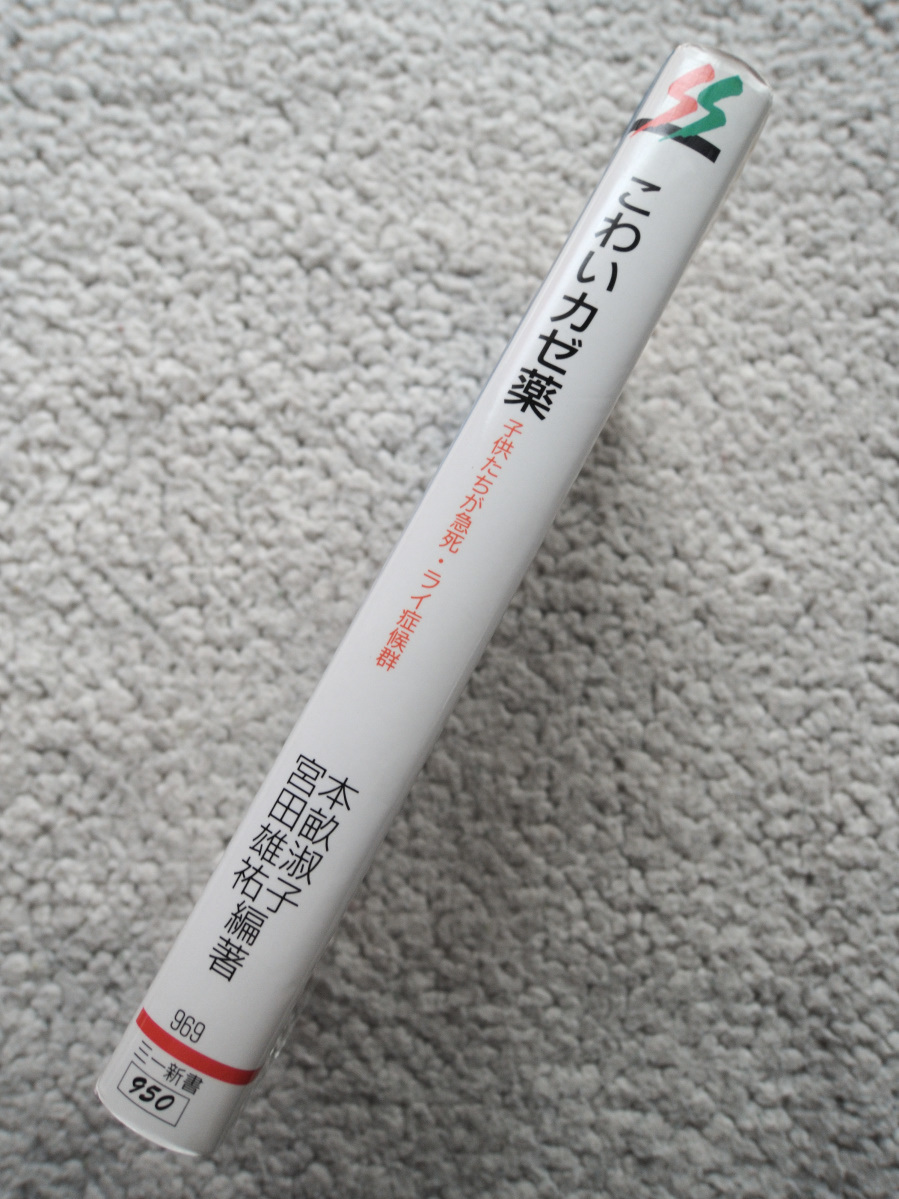 こわいカゼ薬
子供たちが急死・ライ症候群
本畝淑子
宮田雄祐編著
969
三一新書
950